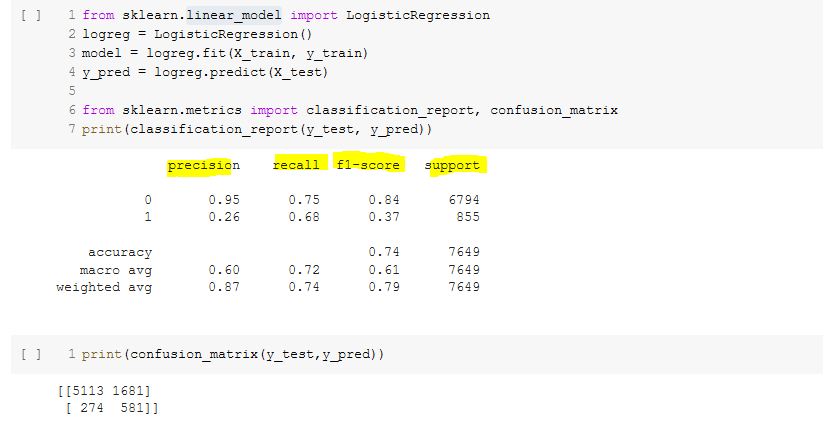 [ ] 1 from sklearn.linear_model import LogisticRegression
2 logreg = LogisticRegression()
3 model = logreg.fit(X_train, y_train)
4 y_pred = logreg.predict(X_test)
5
6 from sklearn.metrics import classification_report, confusion_matrix
7 print(classification_report(y_test, y_pred))
precision recall f1-score support
0 0.95 0.75 0.84 6794
1 0.26 0.68 0.37 855
accuracy 0.74 7649
macro avg 0.60 0.72 0.61 7649
weighted avg 0.87 0.74 0.79 7649
[ ] 1 print(confusion_matrix(y_test,y_pred))
[[5113 1681]
[ 274 581]]